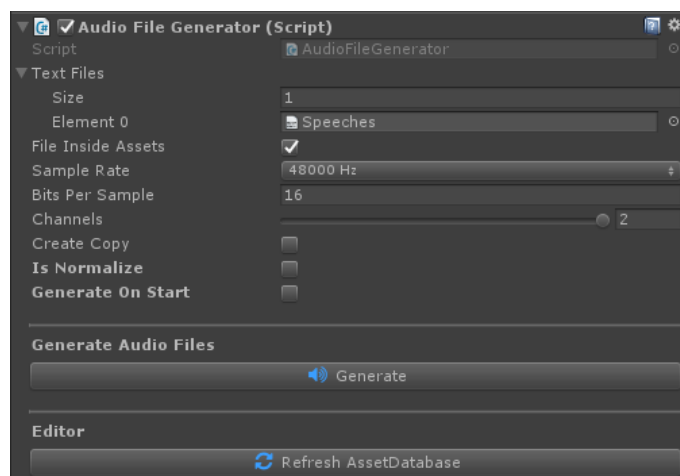 Audio File Generator (Script)
Script AudioFileGenerator
Text Files
Size 1
Element 0 Speeches
File Inside Assets
Sample Rate 48000 Hz
Bits Per Sample 16
Channels 2
Create Copy
Is Normalize
Generate On Start
Generate Audio Files
Generate
Editor
Refresh AssetDatabase